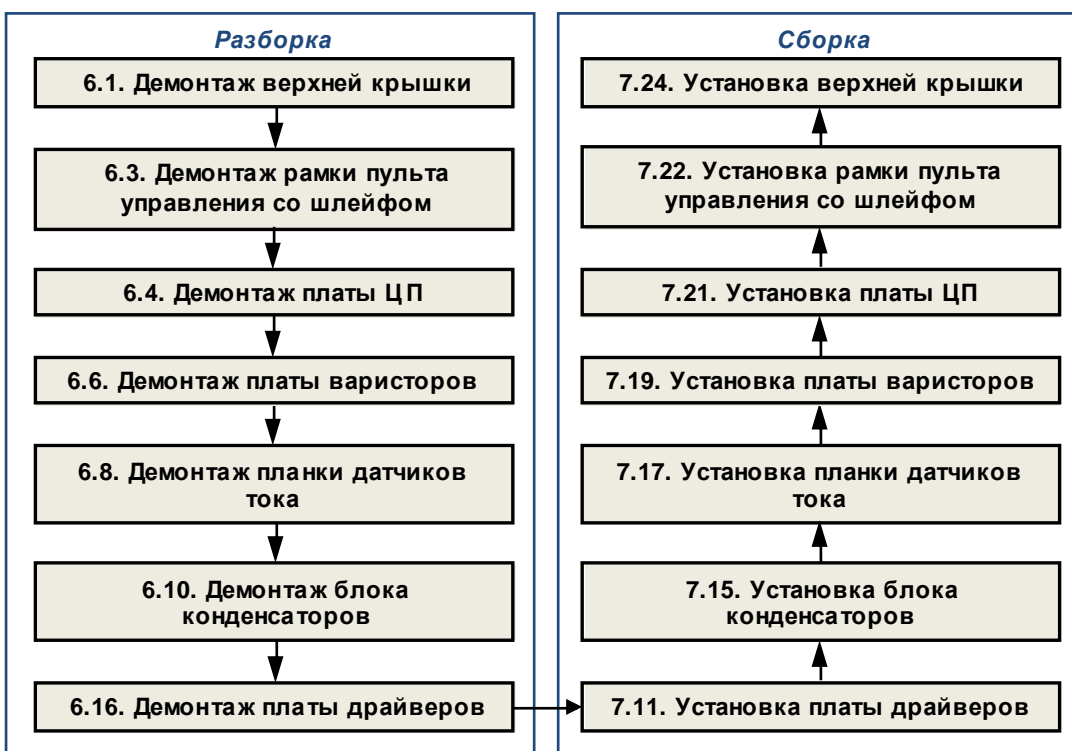 Разборка
6.1. Демонтаж верхней крышки
6.3. Демонтаж рамки пульта
управления со шлейфом
6.4. Демонтаж платы ЦП
6.6. Демонтаж платы варисторов
6.8. Демонтаж планки датчиков
тока
6.10. Демонтаж блока
конденсаторов
6.16. Демонтаж платы драйверов
Сборка
7.24. Установка верхней крышки
7.22. Установка рамки пульта
управления со шлейфом
7.21. Установка платы ЦП
7.19. Установка платы варисторов
7.17. Установка планки датчиков
тока
7.15. Установка блока
конденсаторов
7.11. Установка платы драйверов